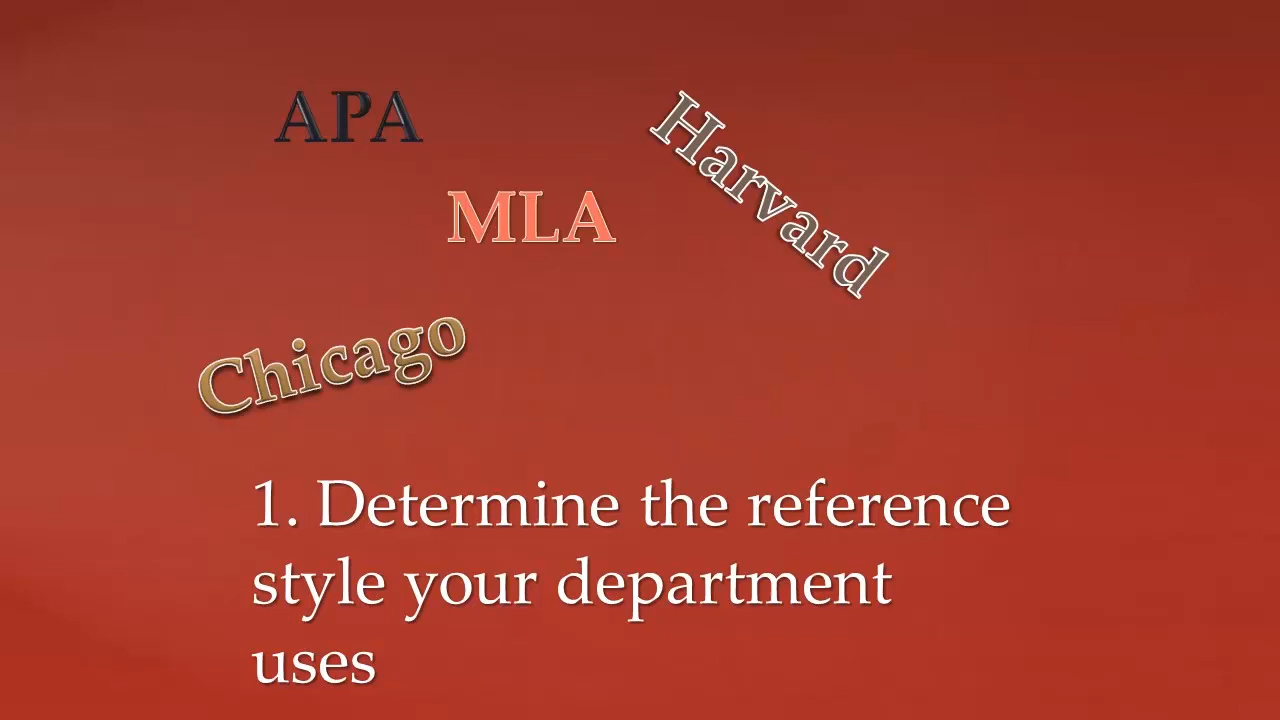 APA
Harvard
MLA
Chicago
1. Determine the reference
style your department
uses